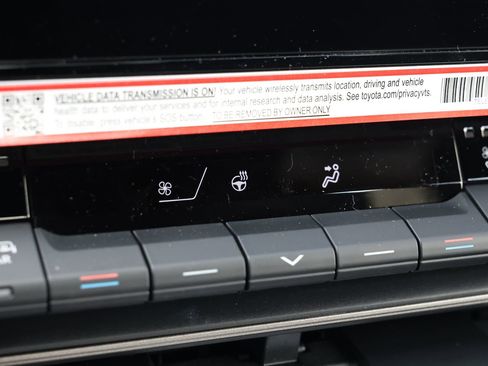 VEHICLE DATA TRANSMISSION IS ON! Your vehicle wirelessly transmits location, driving and vehicle
health data to deliver your services and for internal research and data analysis. See toyota.com/privacyvts.
To disable, press vehicle's SOS button. TO BE REMOVED BY OWNER ONLY